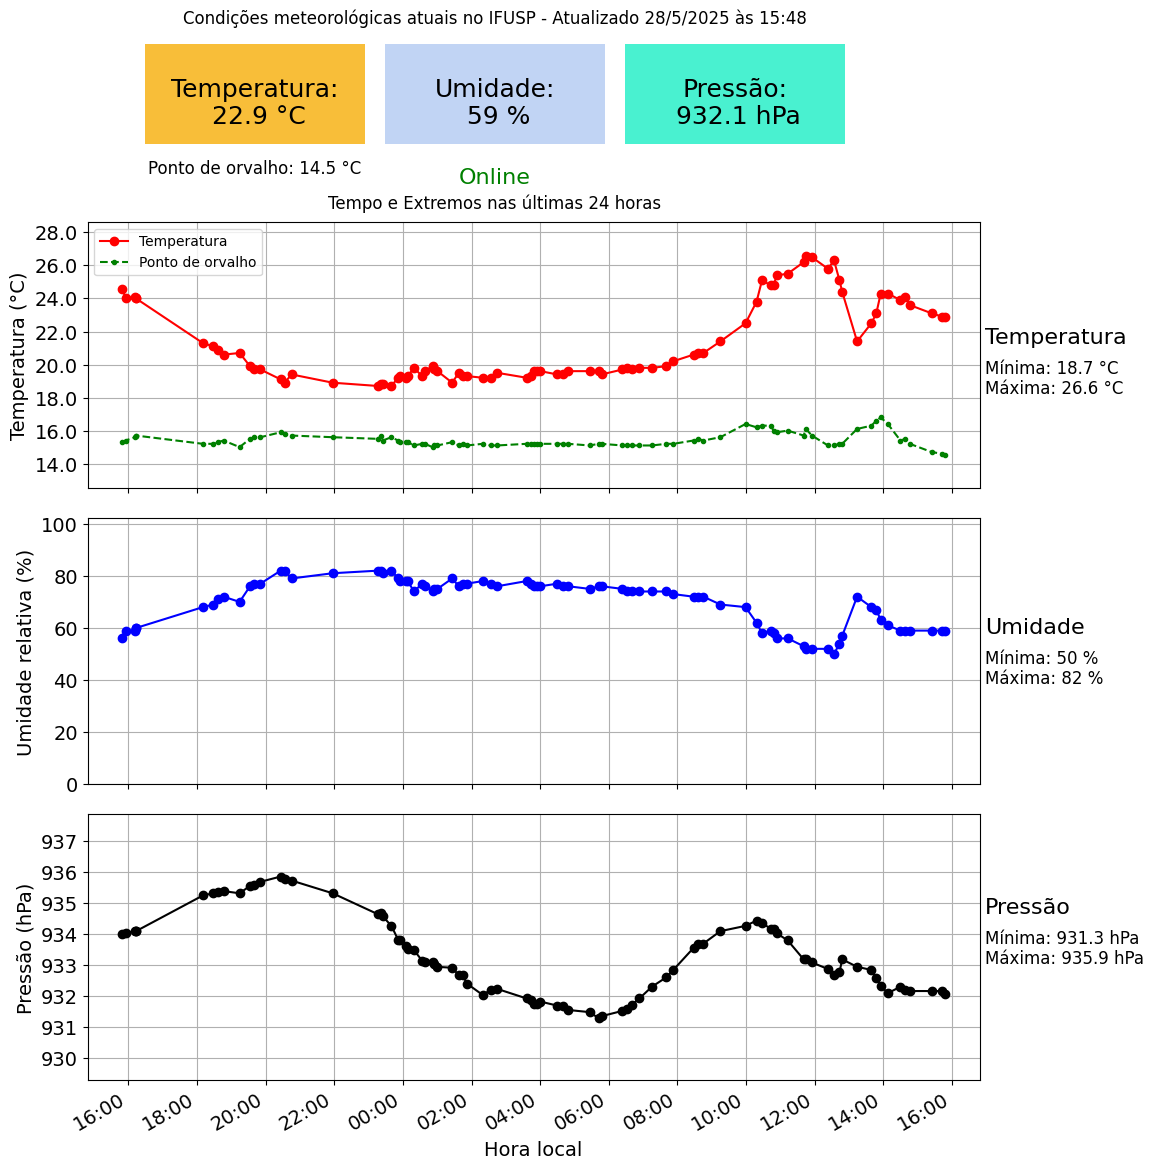 Condições meteorológicas atuais no IFUSP - Atualizado 28/5/2025 às 15:48
Temperatura:
22.9 °C
Umidade:
59 %
Pressão:
932.1 hPa
Ponto de orvalho: 14.5 °C
Online
Tempo e Extremos nas últimas 24 horas
Temperatura (°C)
28.0
26.0
24.0
22.0
20.0
18.0
16.0
14.0
Temperatura
Ponto de orvalho
Temperatura
Mínima: 18.7 °C
Máxima: 26.6 °C
Umidade relativa (%)
100
80
60
40
20
0
Umidade
Mínima: 50 %
Máxima: 82 %
Pressão (hPa)
937
936
935
934
933
932
931
930
Pressão
Mínima: 931.3 hPa
Máxima: 935.9 hPa
16:00 18:00 20:00 22:00 00:00 02:00 04:00 06:00 08:00 10:00 12:00 14:00 16:00
Hora local